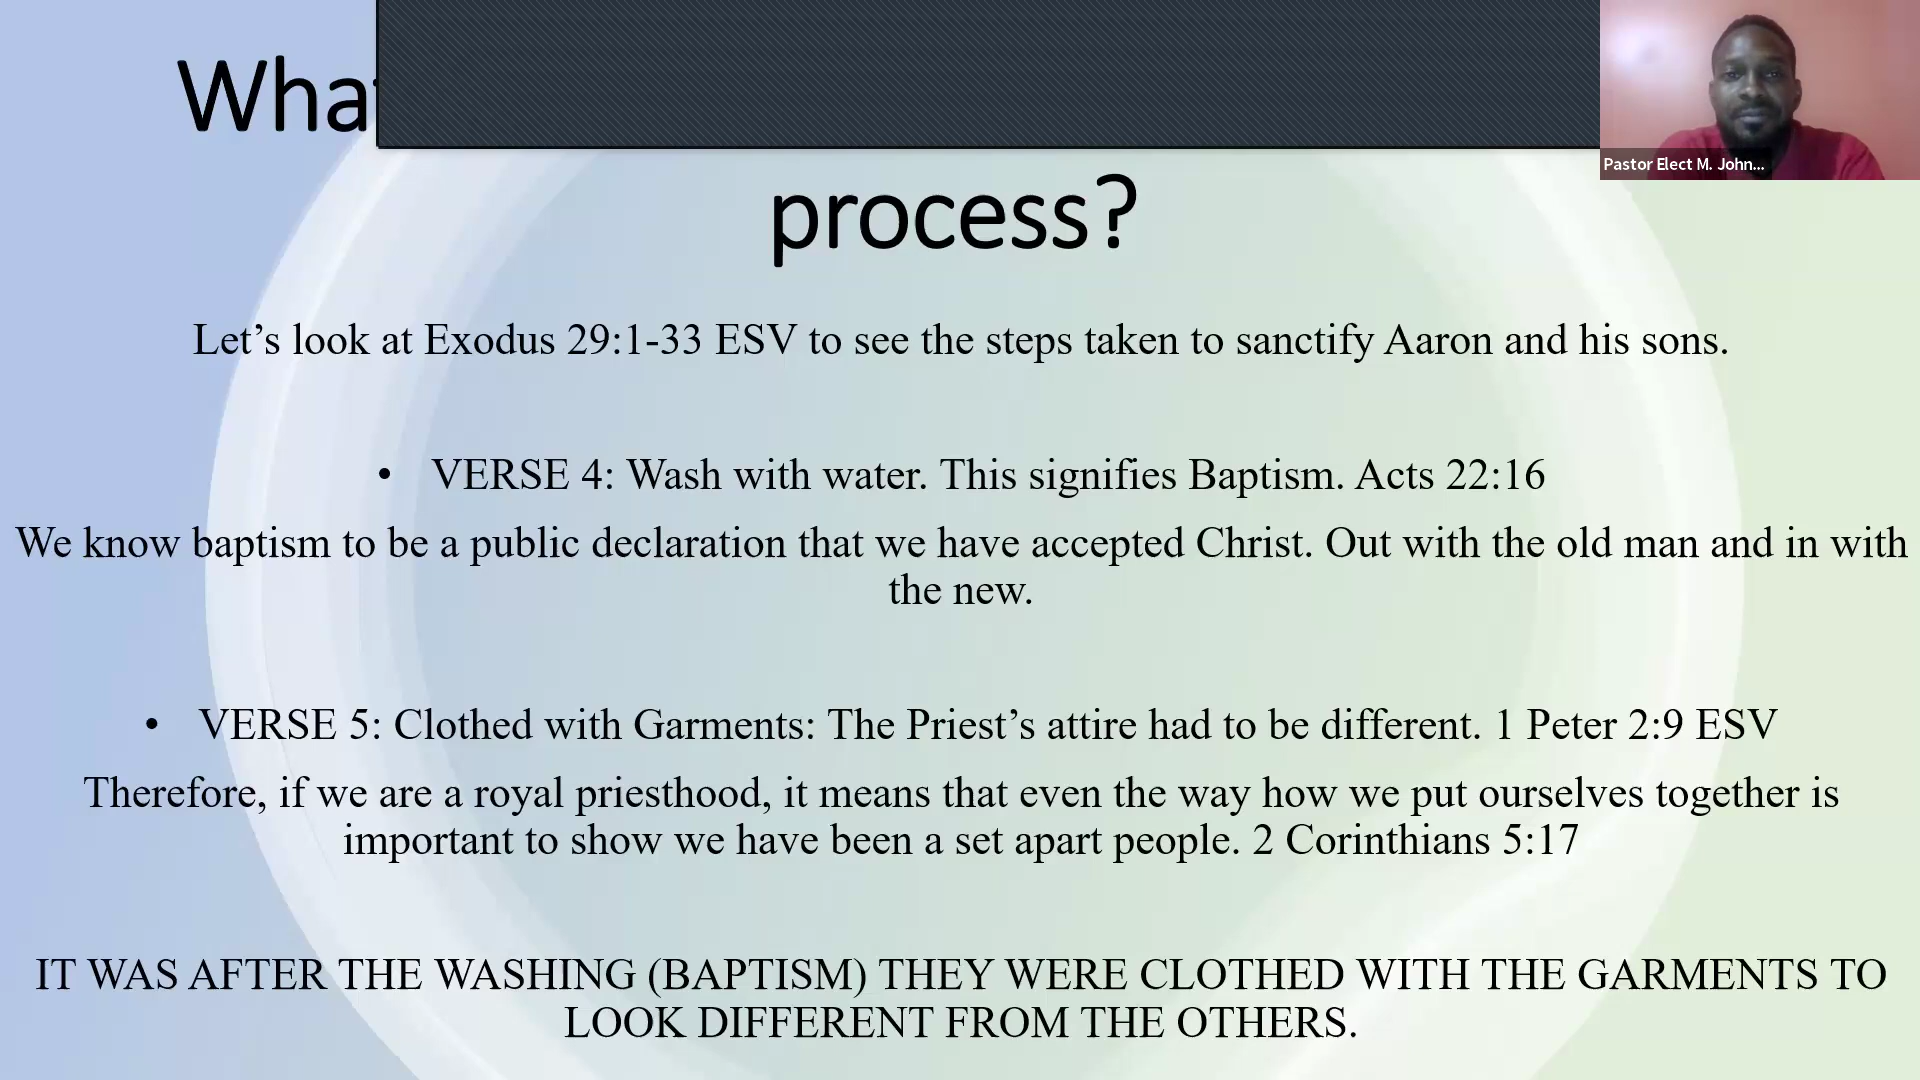 What
Pastor Elect M. John...
process?
Let’s look at Exodus 29:1-33 ESV to see the steps taken to sanctify Aaron and his sons.
• VERSE 4: Wash with water. This signifies Baptism. Acts 22:16
We know baptism to be a public declaration that we have accepted Christ. Out with the old man and in with
the new.
• VERSE 5: Clothed with Garments: The Priest’s attire had to be different. 1 Peter 2:9 ESV
Therefore, if we are a royal priesthood, it means that even the way how we put ourselves together is
important to show we have been a set apart people. 2 Corinthians 5:17
IT WAS AFTER THE WASHING (BAPTISM) THEY WERE CLOTHED WITH THE GARMENTS TO
LOOK DIFFERENT FROM THE OTHERS.